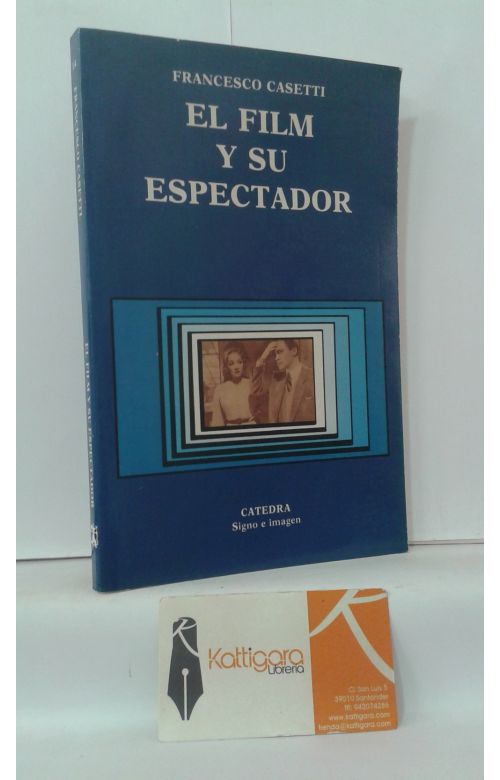 FRANCESCO CASETTI
EL FILM
Y SU
ESPECTADOR
CATEDRA
Signo e imagen
FRANCESCO CASETTI
EL FILM Y SU ESPECTADOR
Kattigara
Librería
C/ San Luis 5
39010 Santander
tlf: 942074286
www.kattigara.com
tienda@kattigara.com